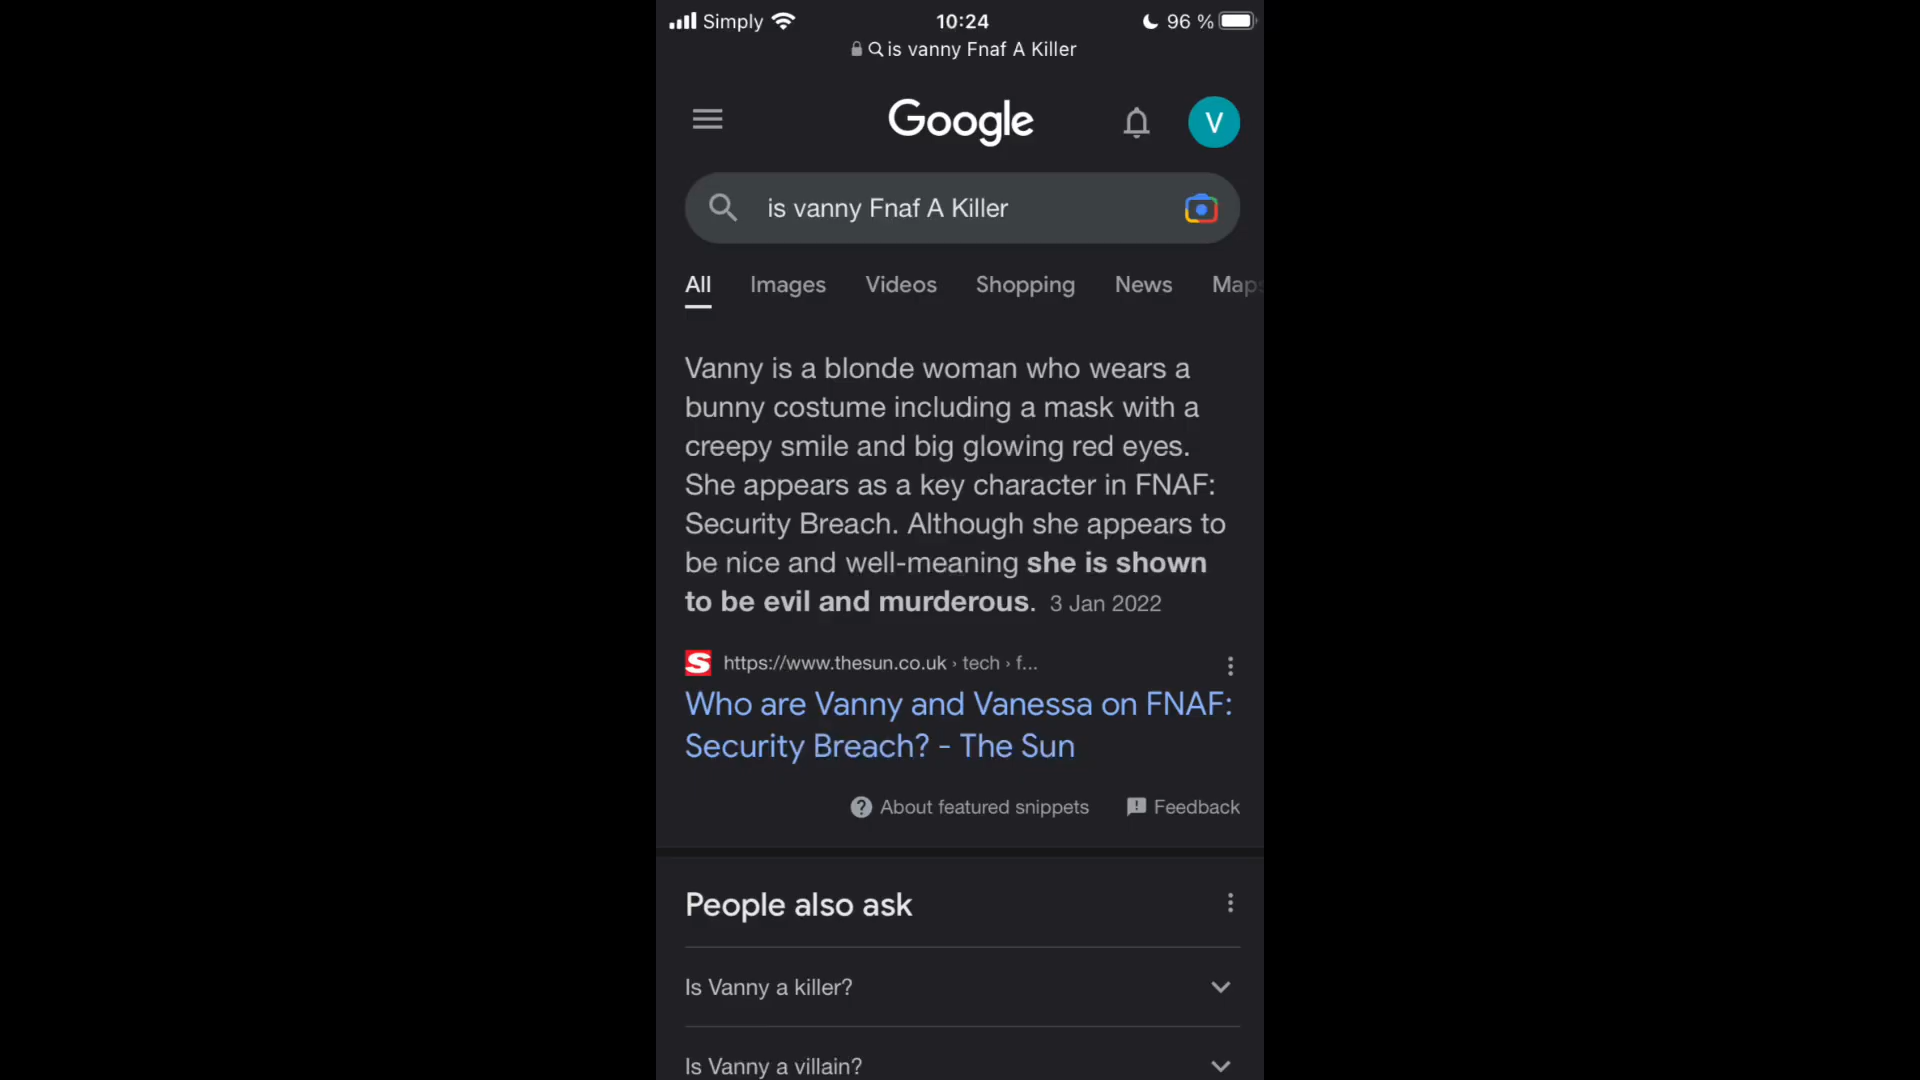 Simply 10:24 96 %
is vanny Fnaf A Killer
Google V
is vanny Fnaf A Killer
All Images Videos Shopping News Maps
Vanny is a blonde woman who wears a
bunny costume including a mask with a
creepy smile and big glowing red eyes.
She appears as a key character in FNAF:
Security Breach. Although she appears to
be nice and well-meaning she is shown
to be evil and murderous. 3 Jan 2022
S https://www.thesun.co.uk › tech › f...
Who are Vanny and Vanessa on FNAF:
Security Breach? - The Sun
About featured snippets Feedback
People also ask
Is Vanny a killer?
Is Vanny a villain?